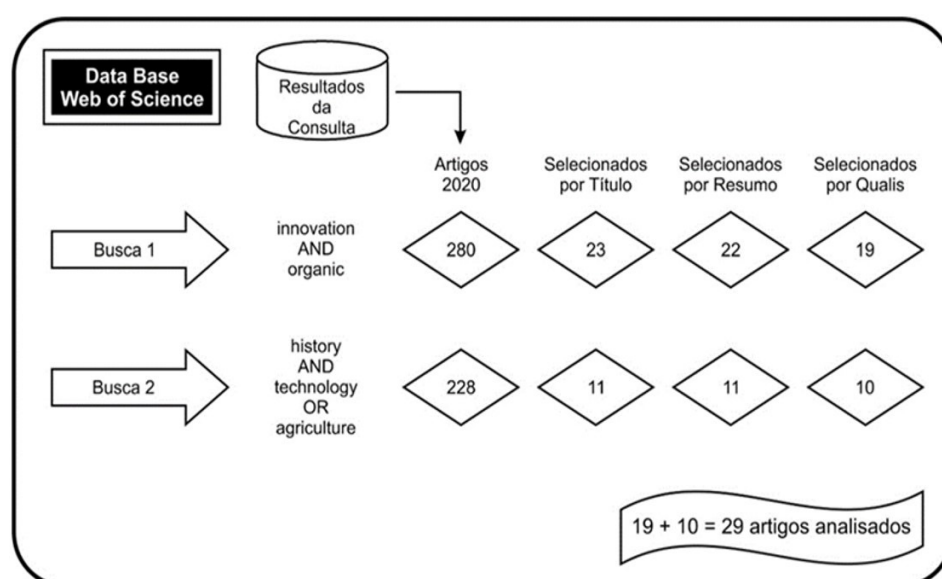 Data Base
Web of Science
Resultados
da
Consulta
Artigos
2020
Selecionados
por Título
Selecionados
por Resumo
Selecionados
por Qualis
Busca 1
innovation
AND
organic
280
23
22
19
Busca 2
history
AND
technology
OR
agriculture
228
11
11
10
19 + 10 = 29 artigos analisados